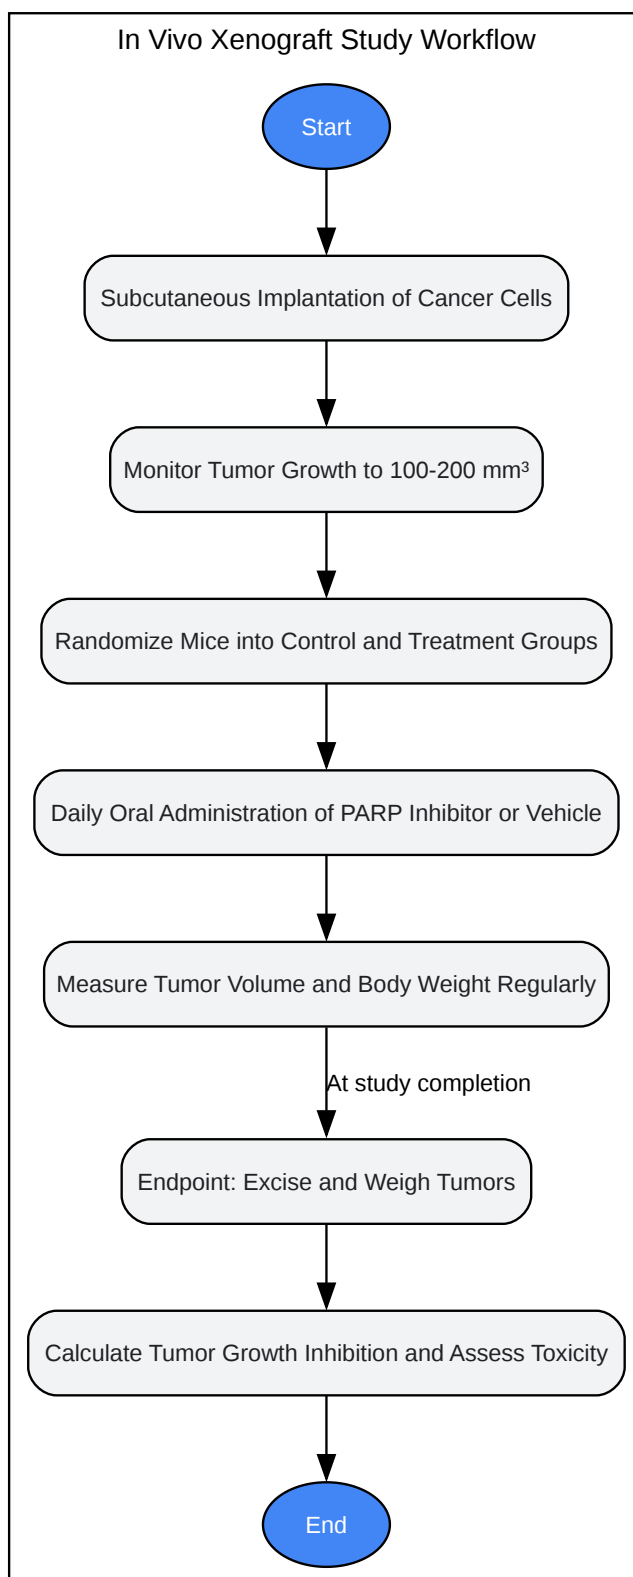 In Vivo Xenograft Study Workflow
Start
Subcutaneous Implantation of Cancer Cells
Monitor Tumor Growth to 100-200 mm³
Randomize Mice into Control and Treatment Groups
Daily Oral Administration of PARP Inhibitor or Vehicle
Measure Tumor Volume and Body Weight Regularly
At study completion
Endpoint: Excise and Weigh Tumors
Calculate Tumor Growth Inhibition and Assess Toxicity
End